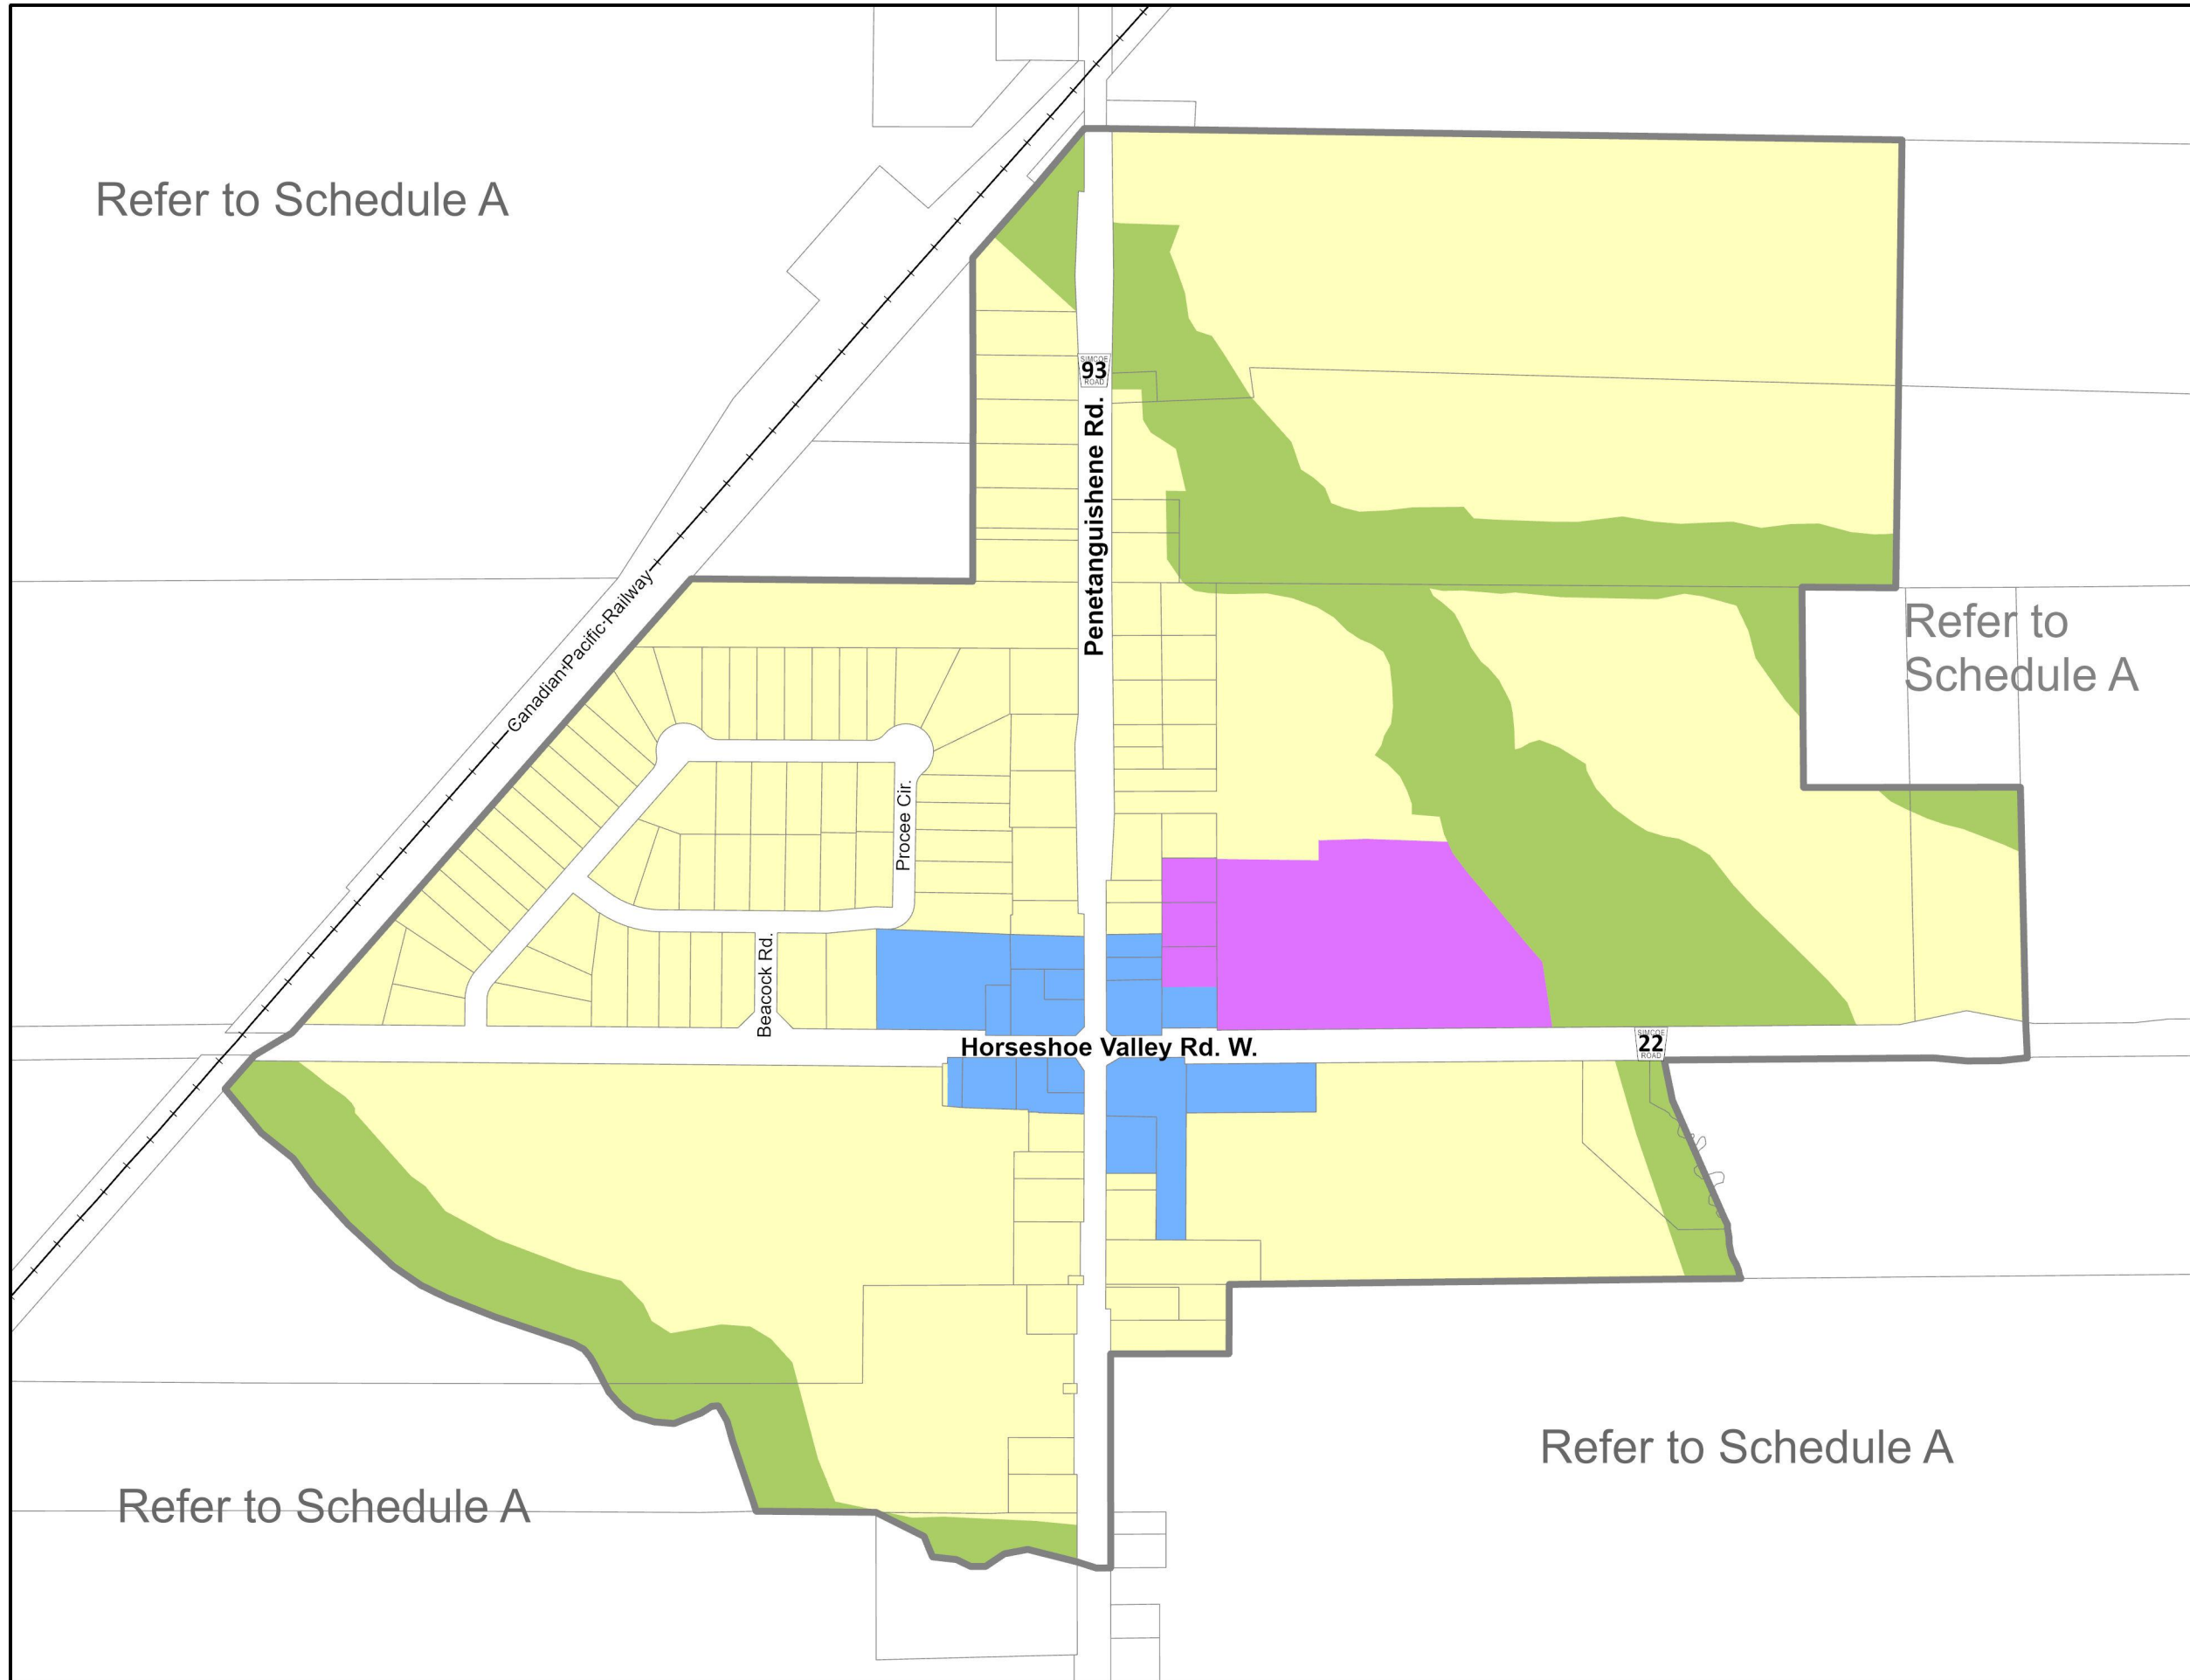 Refer to Schedule A
SIMCOE
93
ROAD
Penetanguishene Rd.
Canadian Pacific Railway
Refer to
Schedule A
Procee Cir.
Beacock Rd.
Horseshoe Valley Rd. W.
SIMCOE
22
ROAD
Refer to Schedule A
Refer to Schedule A